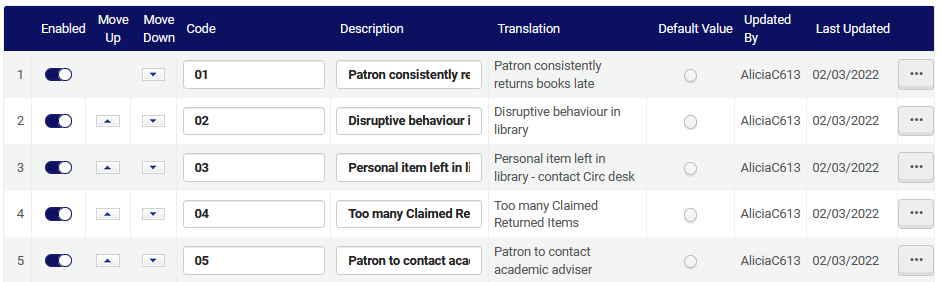 Enabled Move Up Move Down Code Description Translation Default Value Updated By Last Updated
1 01 Patron consistently re Patron consistently returns books late AliciaC613 02/03/2022 ...
2 02 Disruptive behaviour i Disruptive behaviour in library AliciaC613 02/03/2022 ...
3 03 Personal item left in li Personal item left in library - contact Circ desk AliciaC613 02/03/2022 ...
4 04 Too many Claimed Re Too many Claimed Returned Items AliciaC613 02/03/2022 ...
5 05 Patron to contact aca Patron to contact academic adviser AliciaC613 02/03/2022 ...